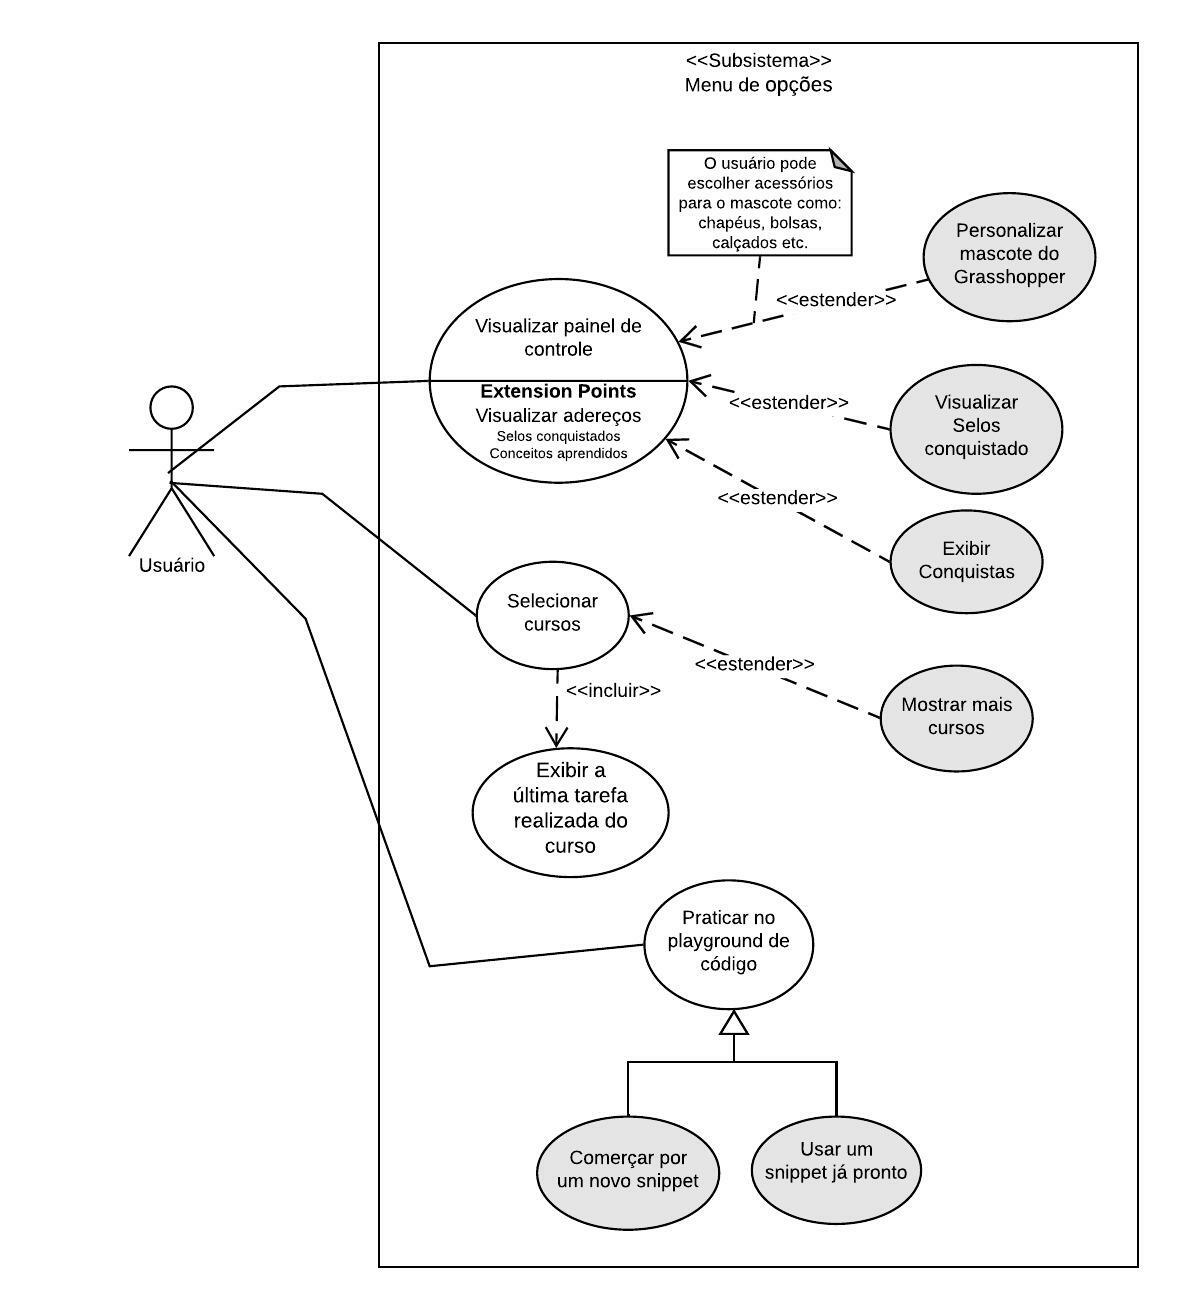 <<Subsistema>>
Menu de opções
O usuário pode
escolher acessórios
para o mascote como:
chapéus, bolsas,
calçados etc.
Personalizar
mascote do
Grasshopper
<<estender>>
Visualizar painel de
controle
Extension Points
Visualizar adereços
Selos conquistados
Conceitos aprendidos
<<estender>>
Visualizar
Selos
conquistado
<<estender>>
Exibir
Conquistas
Usuário
Selecionar
cursos
<<estender>>
Mostrar mais
cursos
<<incluir>>
Exibir a
última tarefa
realizada do
curso
Praticar no
playground de
código
Comerçar por
um novo snippet
Usar um
snippet já pronto